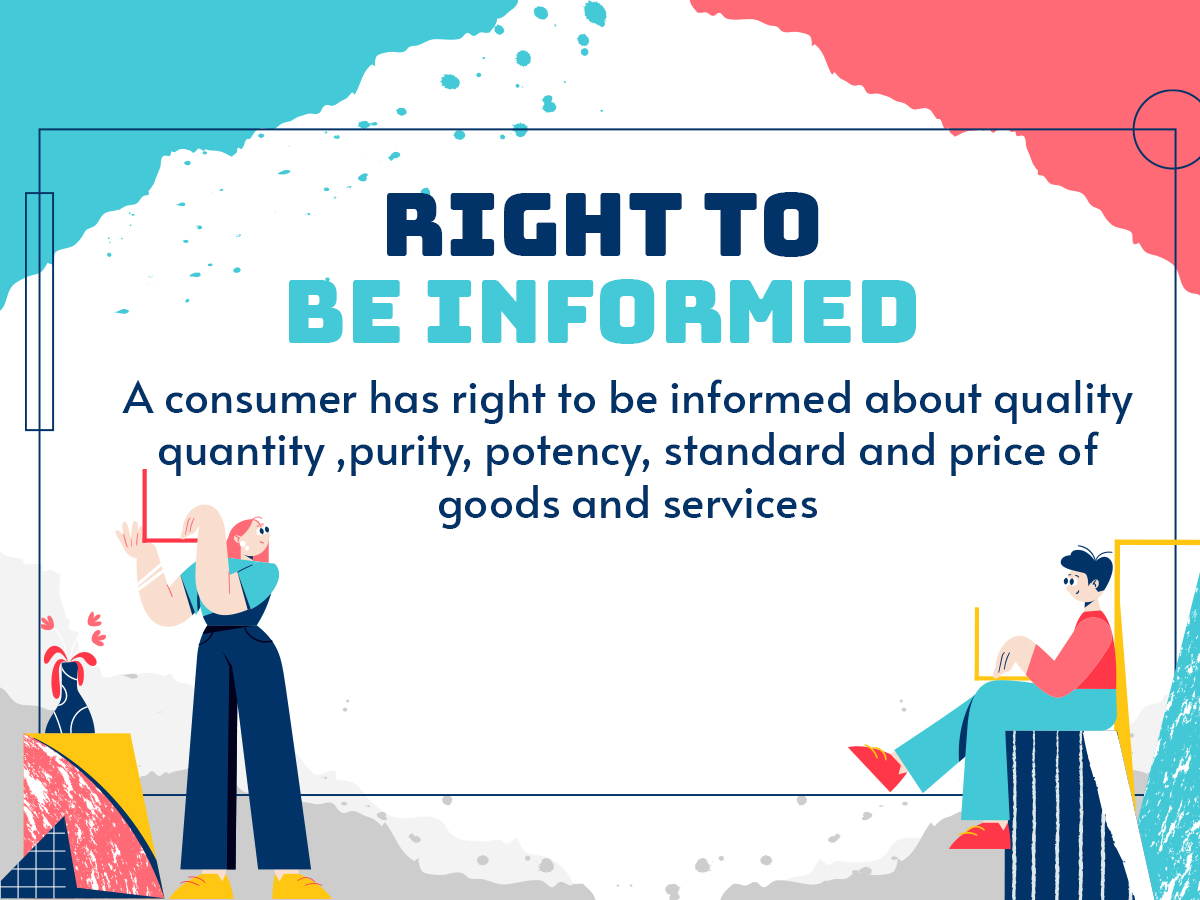 RIGHT TO
BE INFORMED
A consumer has right to be informed about quality
quantity ,purity, potency, standard and price of
goods and services